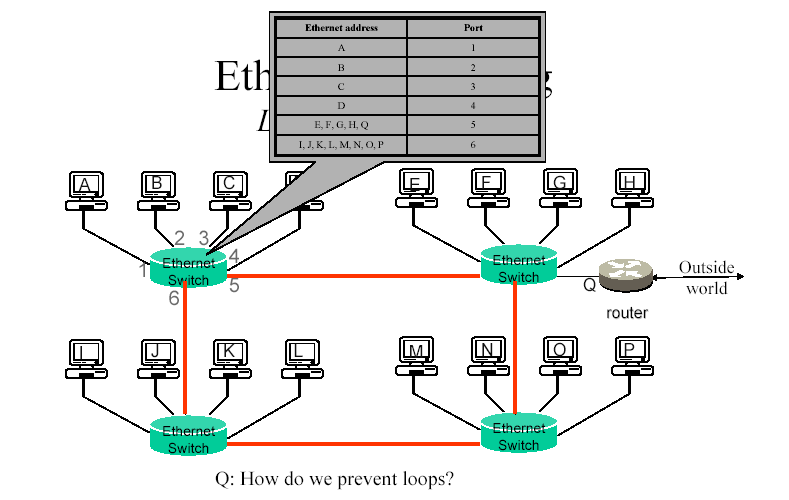 Ethernet address Port
A 1
B 2
C 3
D 4
E, F, G, H, Q 5
I, J, K, L, M, N, O, P 6
A B C E F G H
2 3
1 4
Ethernet
Switch
5
6
Ethernet
Switch
Q
router
Outside
world
I J K L M N O P
Ethernet
Switch
Ethernet
Switch
Q: How do we prevent loops?